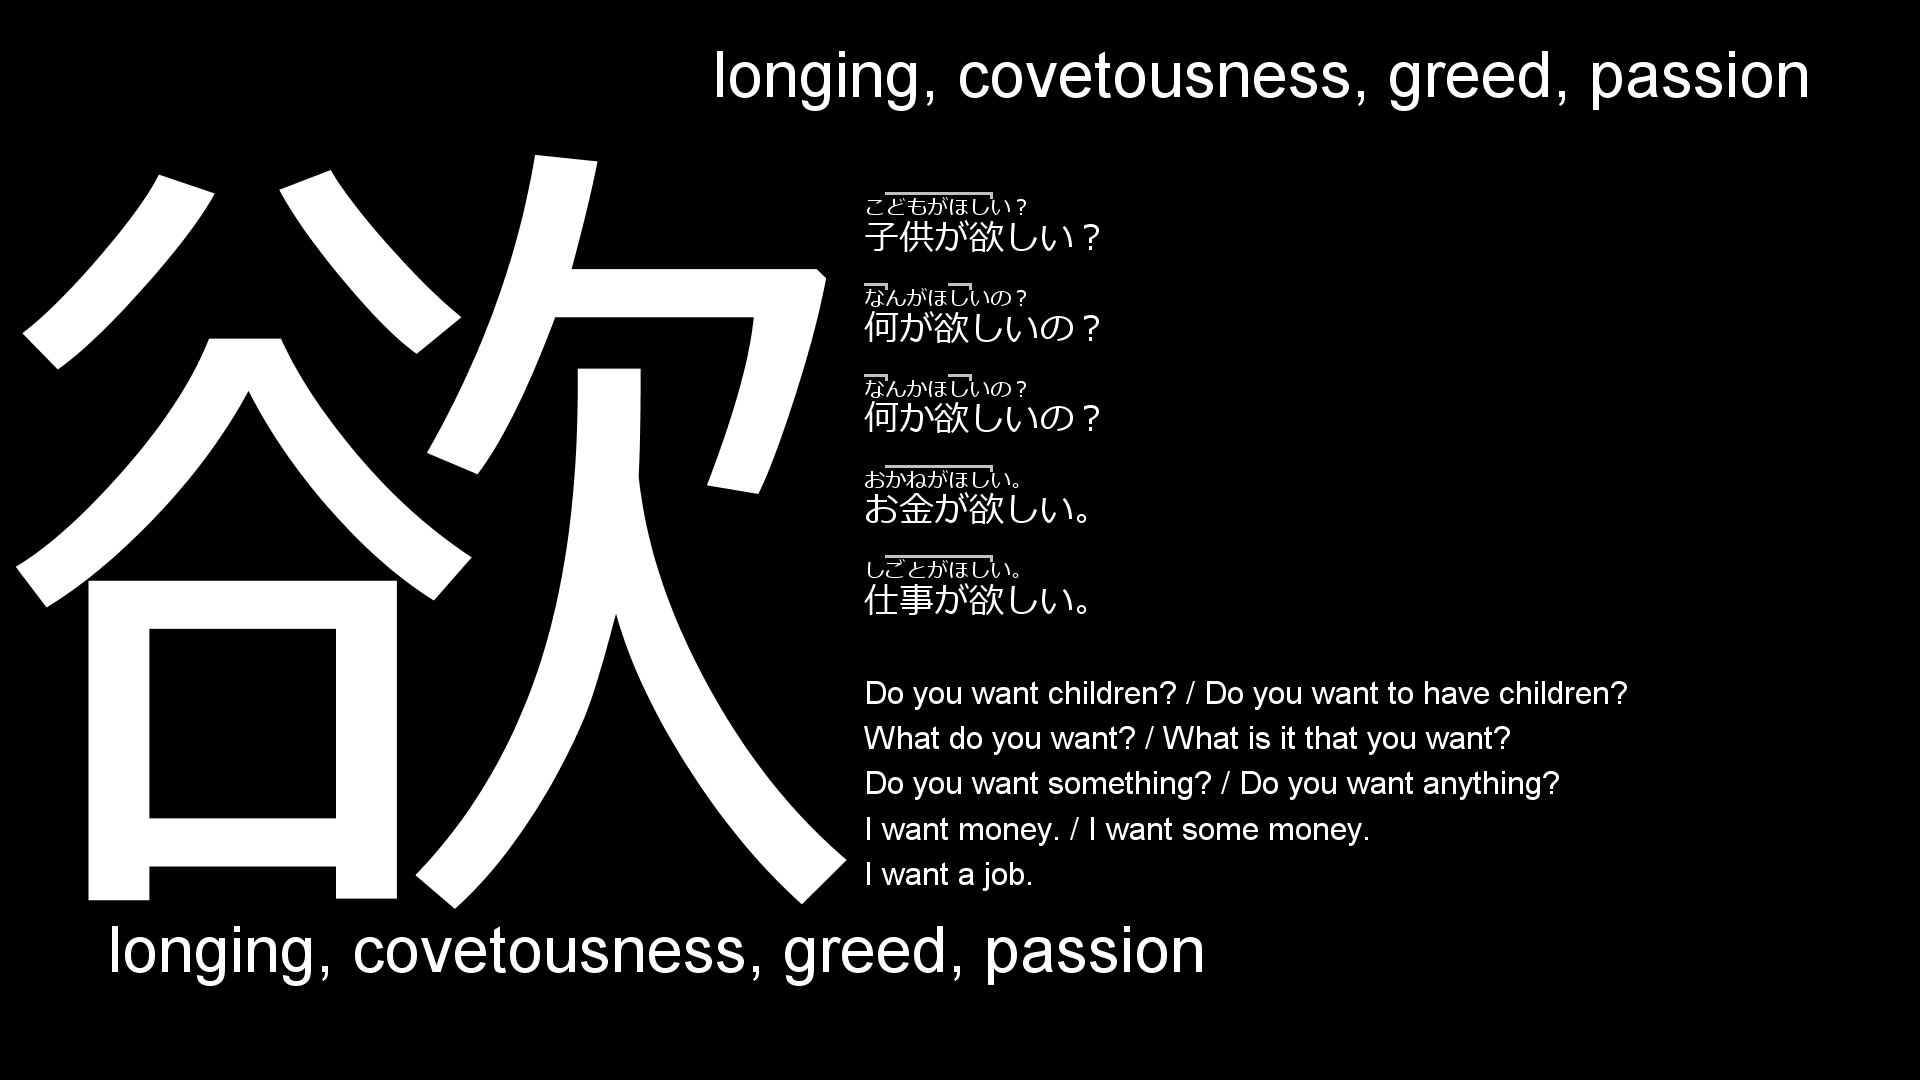 longing, covetousness, greed, passion
欲
こどもがほしい？
子供が欲しい？
なんがほしいの？
何が欲しいの？
なんかほしいの？
何か欲しいの？
おかねがほしい。
お金が欲しい。
しごとがほしい。
仕事が欲しい。
Do you want children? / Do you want to have children?
What do you want? / What is it that you want?
Do you want something? / Do you want anything?
I want money. / I want some money.
I want a job.
longing, covetousness, greed, passion